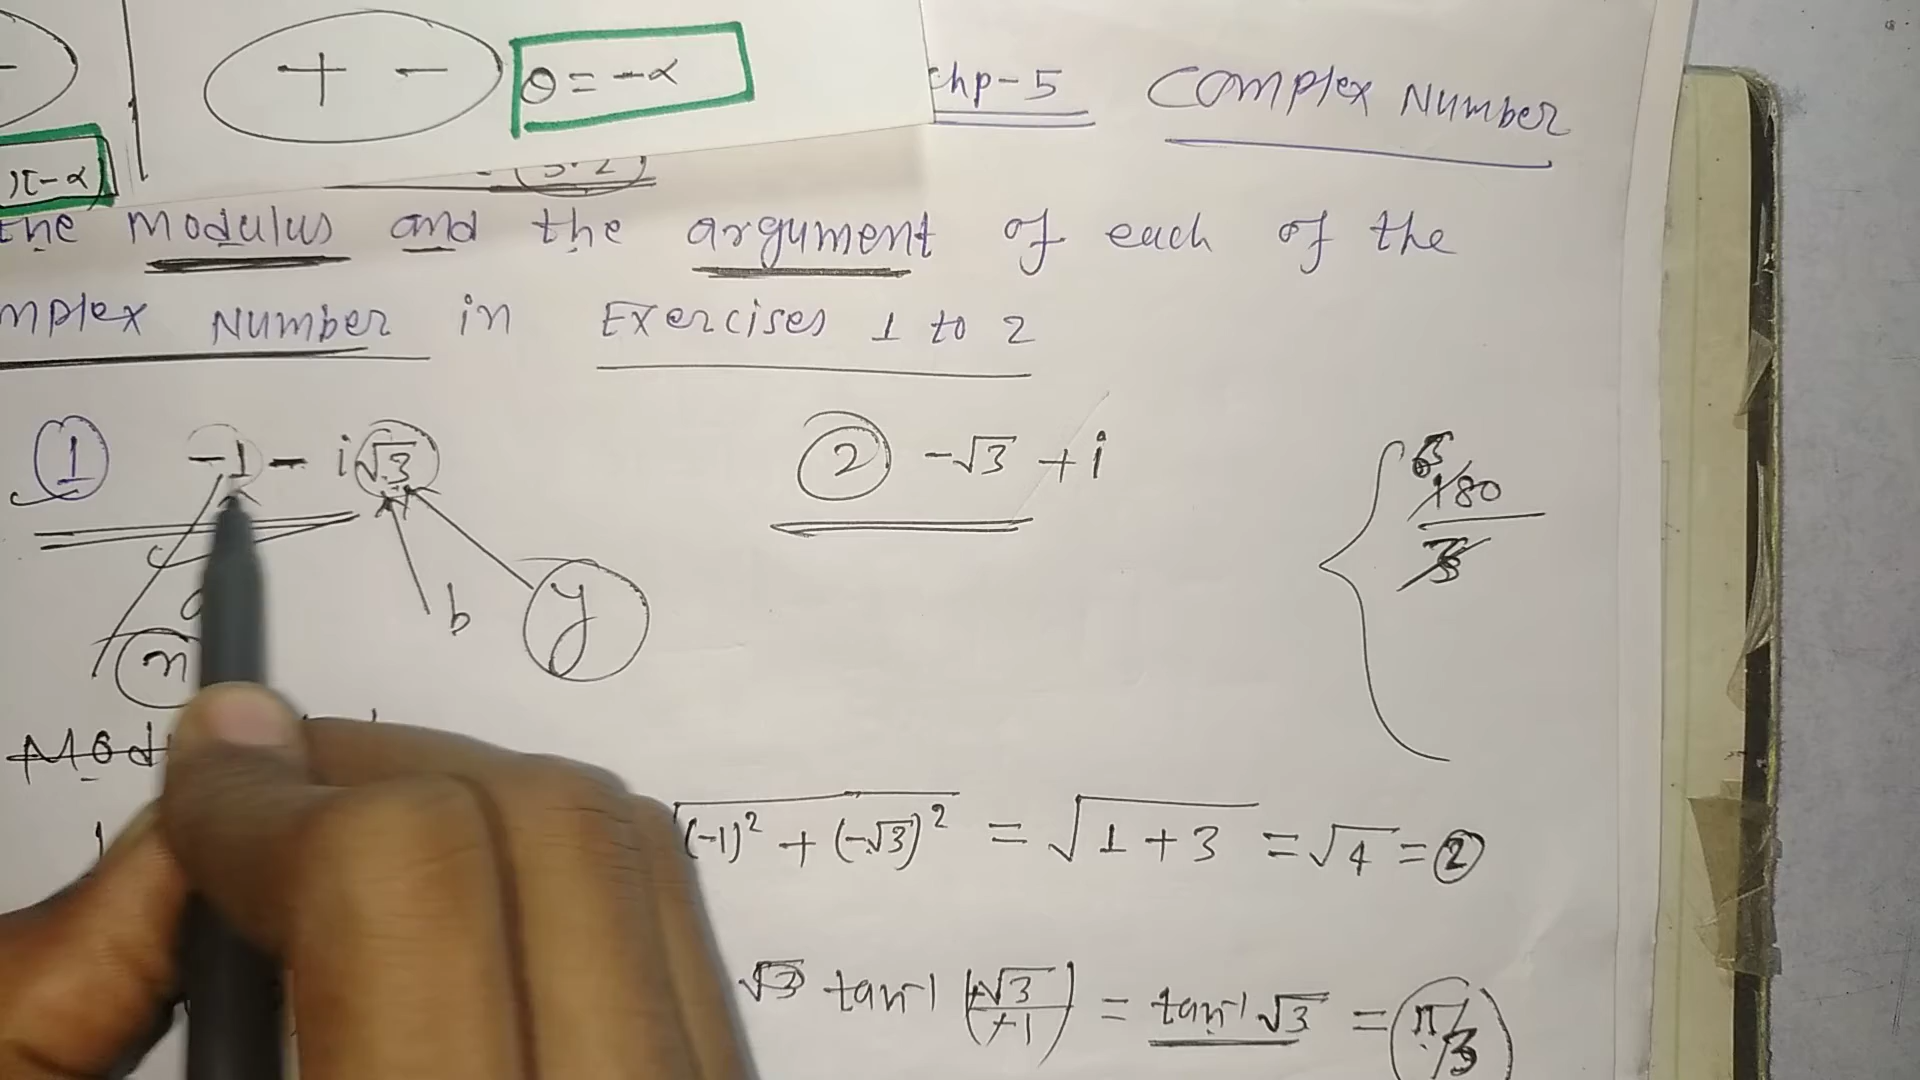 + -
θ = -α
π-α
Chp-5 Complex Number
the modulus and the argument of each of the
mplex Number in Exercises 1 to 2
1 -1 - i√3
2 -√3 + i
180
b
y
x
(-1)² + (-√3)² = √1+3 = √4 = 2
√3 tan-1 (-√3/-1) = tan-1 √3 = π/3